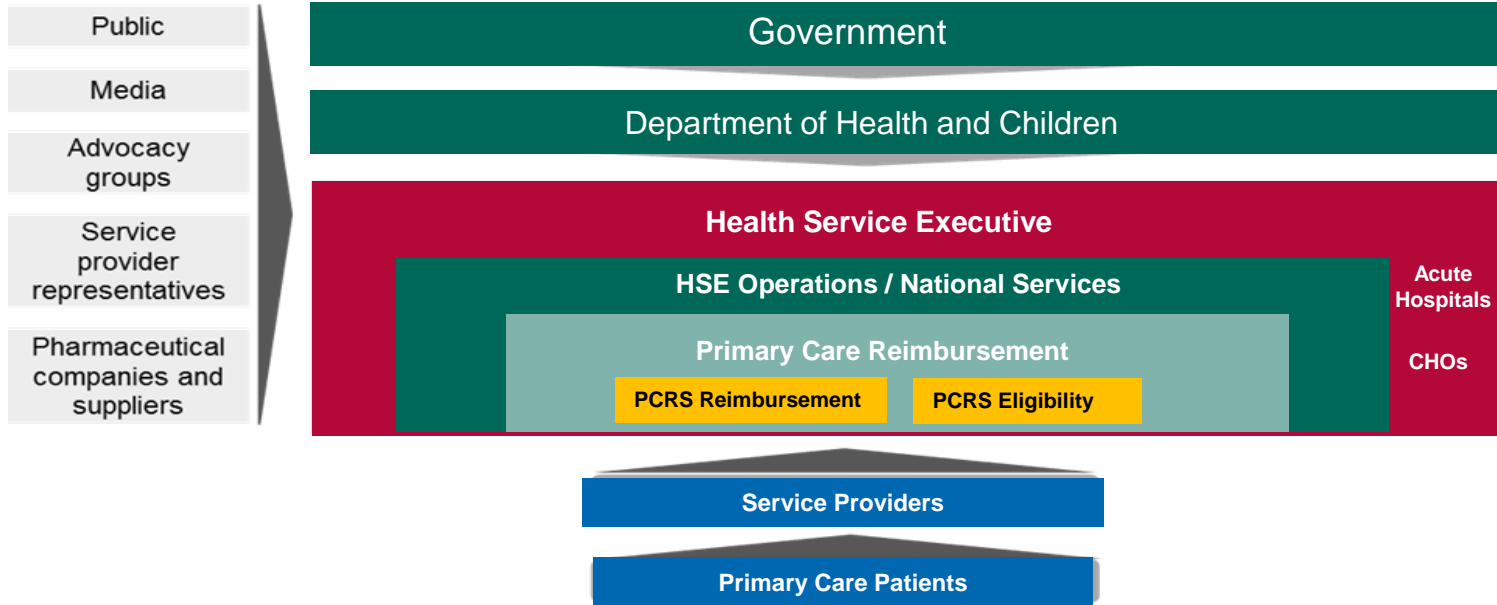 Public
Media
Advocacy
groups
Service
provider
representatives
Pharmaceutical
companies and
suppliers
Government
Department of Health and Children
Health Service Executive
HSE Operations / National Services
Primary Care Reimbursement
PCRS Reimbursement
PCRS Eligibility
Acute
Hospitals
CHOs
Service Providers
Primary Care Patients